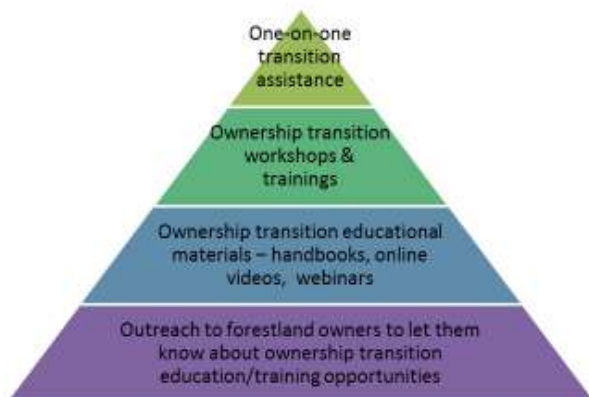 One-on-one
transition
assistance
Ownership transition
workshops &
trainings
Ownership transition educational
materials – handbooks, online
videos,  webinars
Outreach to forestland owners to let them
know about ownership transition
education/training opportunities